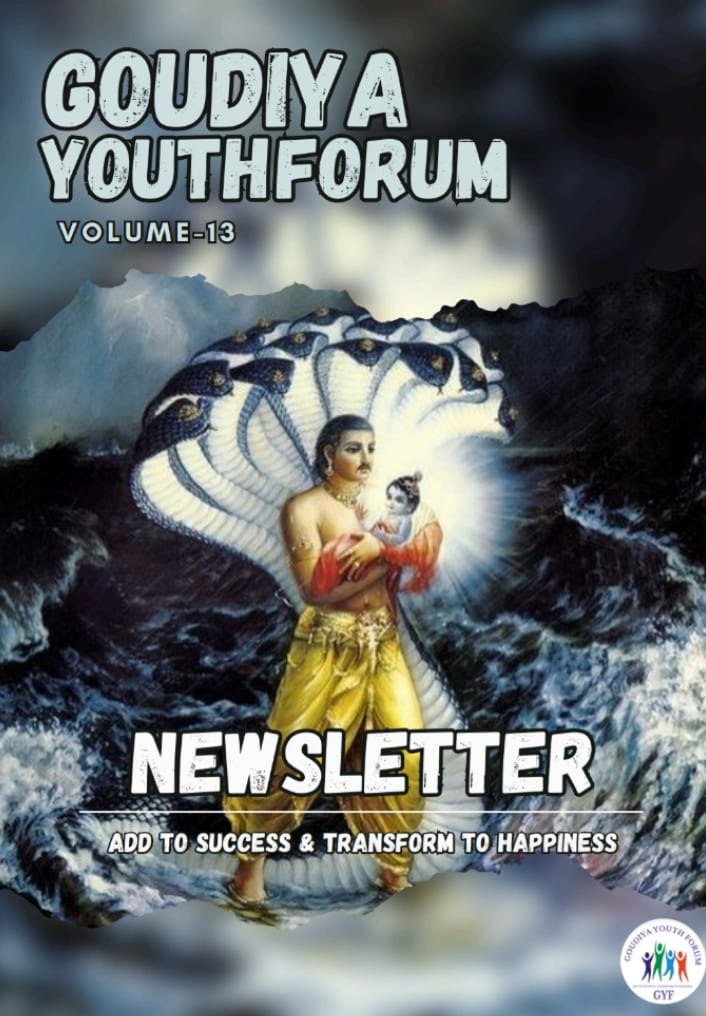 GOUDIYA
YOUTHFORUM
VOLUME-13
NEWSLETTER
ADD TO SUCCESS & TRANSFORM TO HAPPINESS
GOUDIYA YOUTH FORUM
GYF